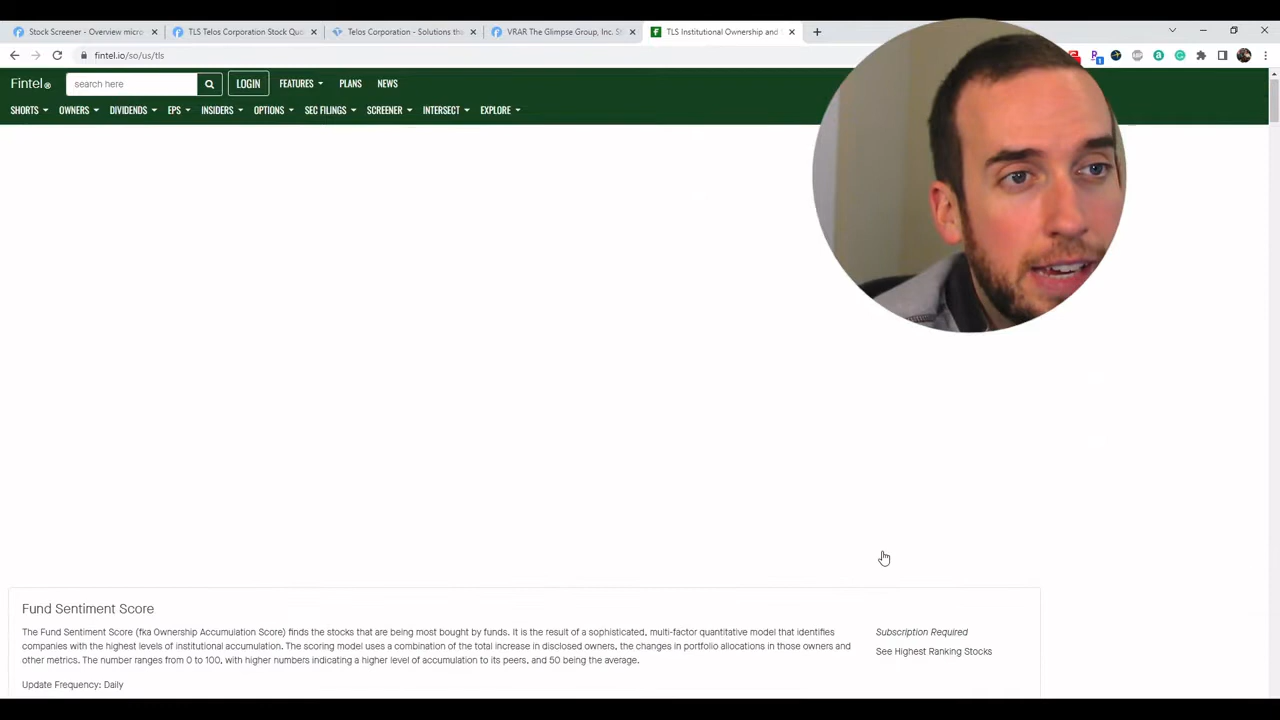 Stock Screener - Overview micro
TLS Telos Corporation Stock Quo
Telos Corporation - Solutions tha
VRAR The Glimpse Group, Inc. St
TLS Institutional Ownership and
fintel.io/so/us/tls
Fintel®
search here
LOGIN
FEATURES
PLANS
NEWS
SHORTS
OWNERS
DIVIDENDS
EPS
INSIDERS
OPTIONS
SEC FILINGS
SCREENER
INTERSECT
EXPLORE
Fund Sentiment Score
The Fund Sentiment Score (fka Ownership Accumulation Score) finds the stocks that are being most bought by funds. It is the result of a sophisticated, multi-factor quantitative model that identifies
companies with the highest levels of institutional accumulation. The scoring model uses a combination of the total increase in disclosed owners, the changes in portfolio allocations in those owners and
other metrics. The number ranges from 0 to 100, with higher numbers indicating a higher level of accumulation to its peers, and 50 being the average.
Update Frequency: Daily
Subscription Required
See Highest Ranking Stocks